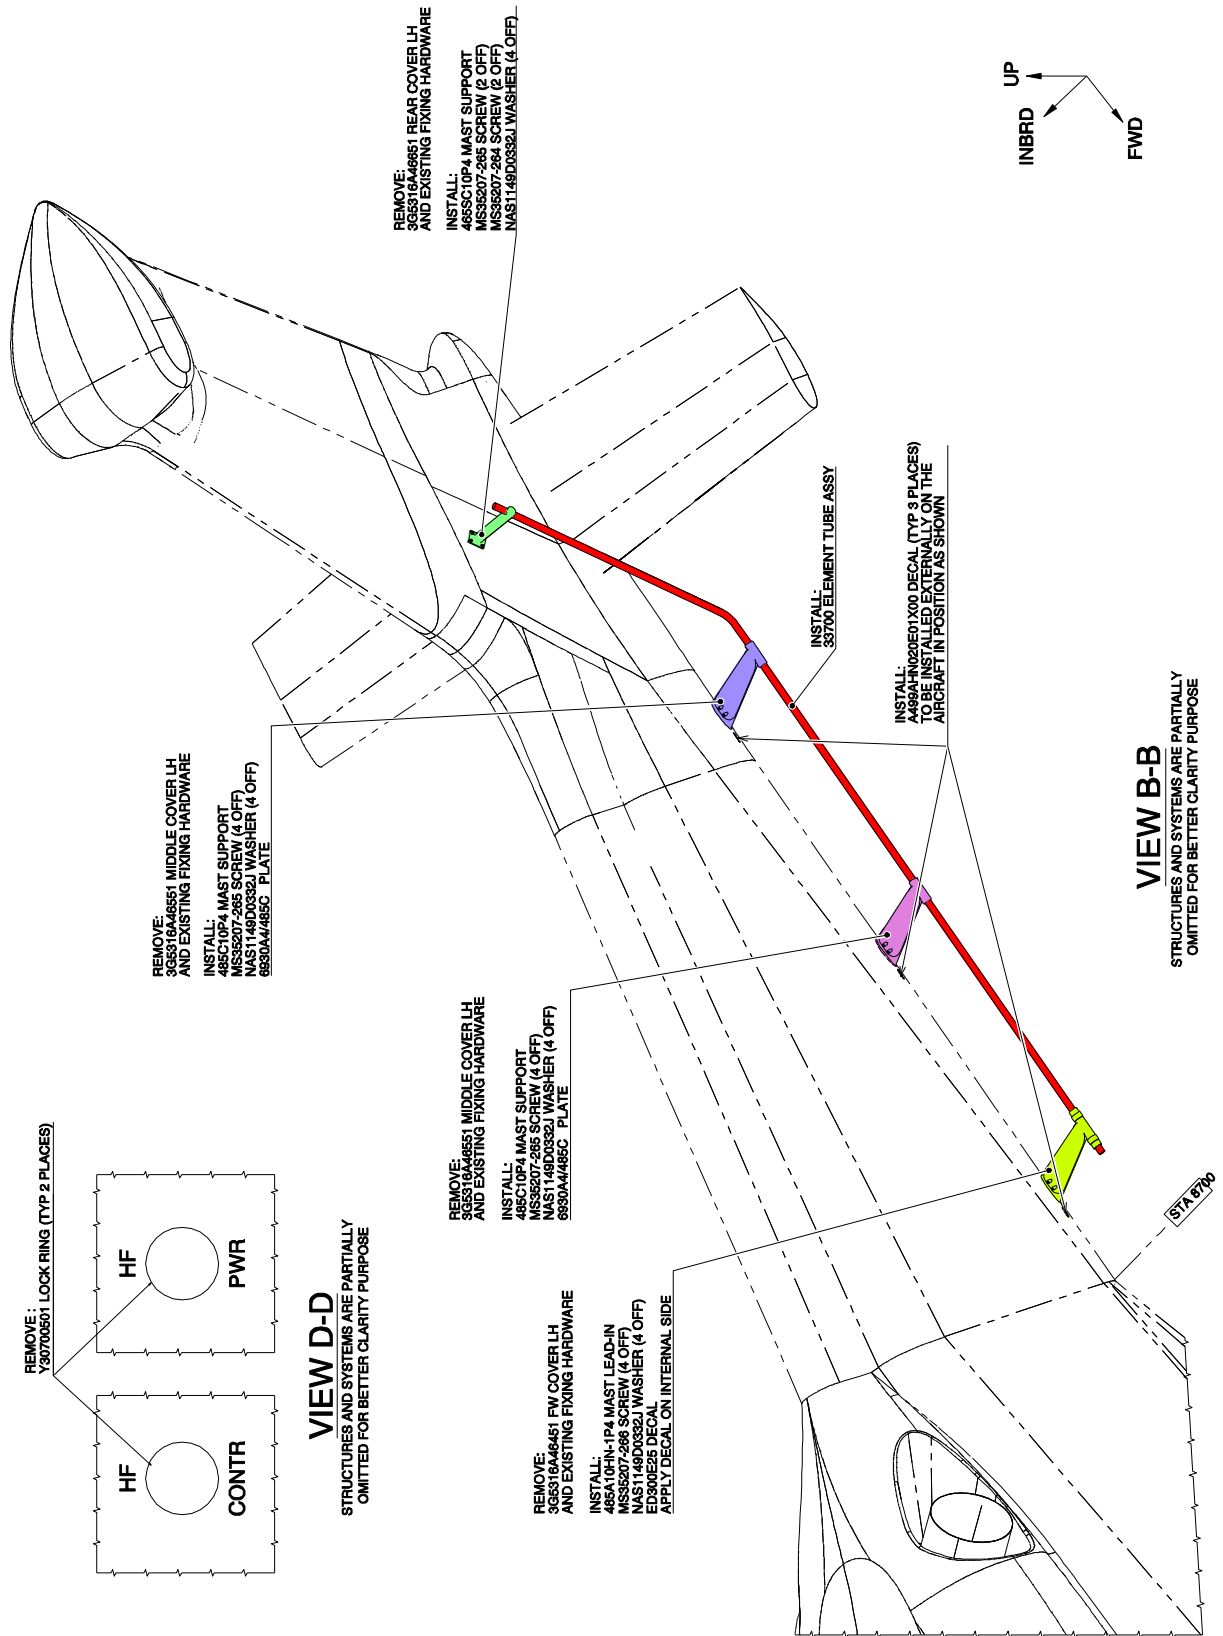 REMOVE :
Y30700501 LOCK RING (TYP 2 PLACES)
HF
CONTR
HF
PWR
VIEW D-D
STRUCTURES AND SYSTEMS ARE PARTIALLY
OMITTED FOR BETTER CLARITY PURPOSE
REMOVE:
3G5316A46551 MIDDLE COVER LH
AND EXISTING FIXING HARDWARE
INSTALL:
485C10P4 MAST SUPPORT
MS35207-265 SCREW (4 OFF)
NAS1149D0332J WASHER (4 OFF)
6930A4/485C PLATE
REMOVE:
3G5316A46651 REAR COVER LH
AND EXISTING FIXING HARDWARE
INSTALL:
465SC10P4 MAST SUPPORT
MS35207-265 SCREW (2 OFF)
MS35207-264 SCREW (2 OFF)
NAS1149D0332J WASHER (4 OFF)
REMOVE:
3G5316A46551 MIDDLE COVER LH
AND EXISTING FIXING HARDWARE
INSTALL:
485C10P4 MAST SUPPORT
MS35207-265 SCREW (4 OFF)
NAS1149D0332J WASHER (4 OFF)
6930A4/485C PLATE
REMOVE:
3G5316A46451 FW COVER LH
AND EXISTING FIXING HARDWARE
INSTALL:
485A10HN-1P4 MAST LEAD-IN
MS35207-266 SCREW (4 OFF)
NAS1149D0332J WASHER (4 OFF)
ED300E25 DECAL
APPLY DECAL ON INTERNAL SIDE
INSTALL:
33700 ELEMENT TUBE ASSY
INSTALL:
A499AHN020E01X00 DECAL (TYP 3 PLACES)
TO BE INSTALLED EXTERNALLY ON THE
AIRCRAFT IN POSITION AS SHOWN
STA 8700
UP
INBRD
FWD
VIEW B-B
STRUCTURES AND SYSTEMS ARE PARTIALLY
OMITTED FOR BETTER CLARITY PURPOSE